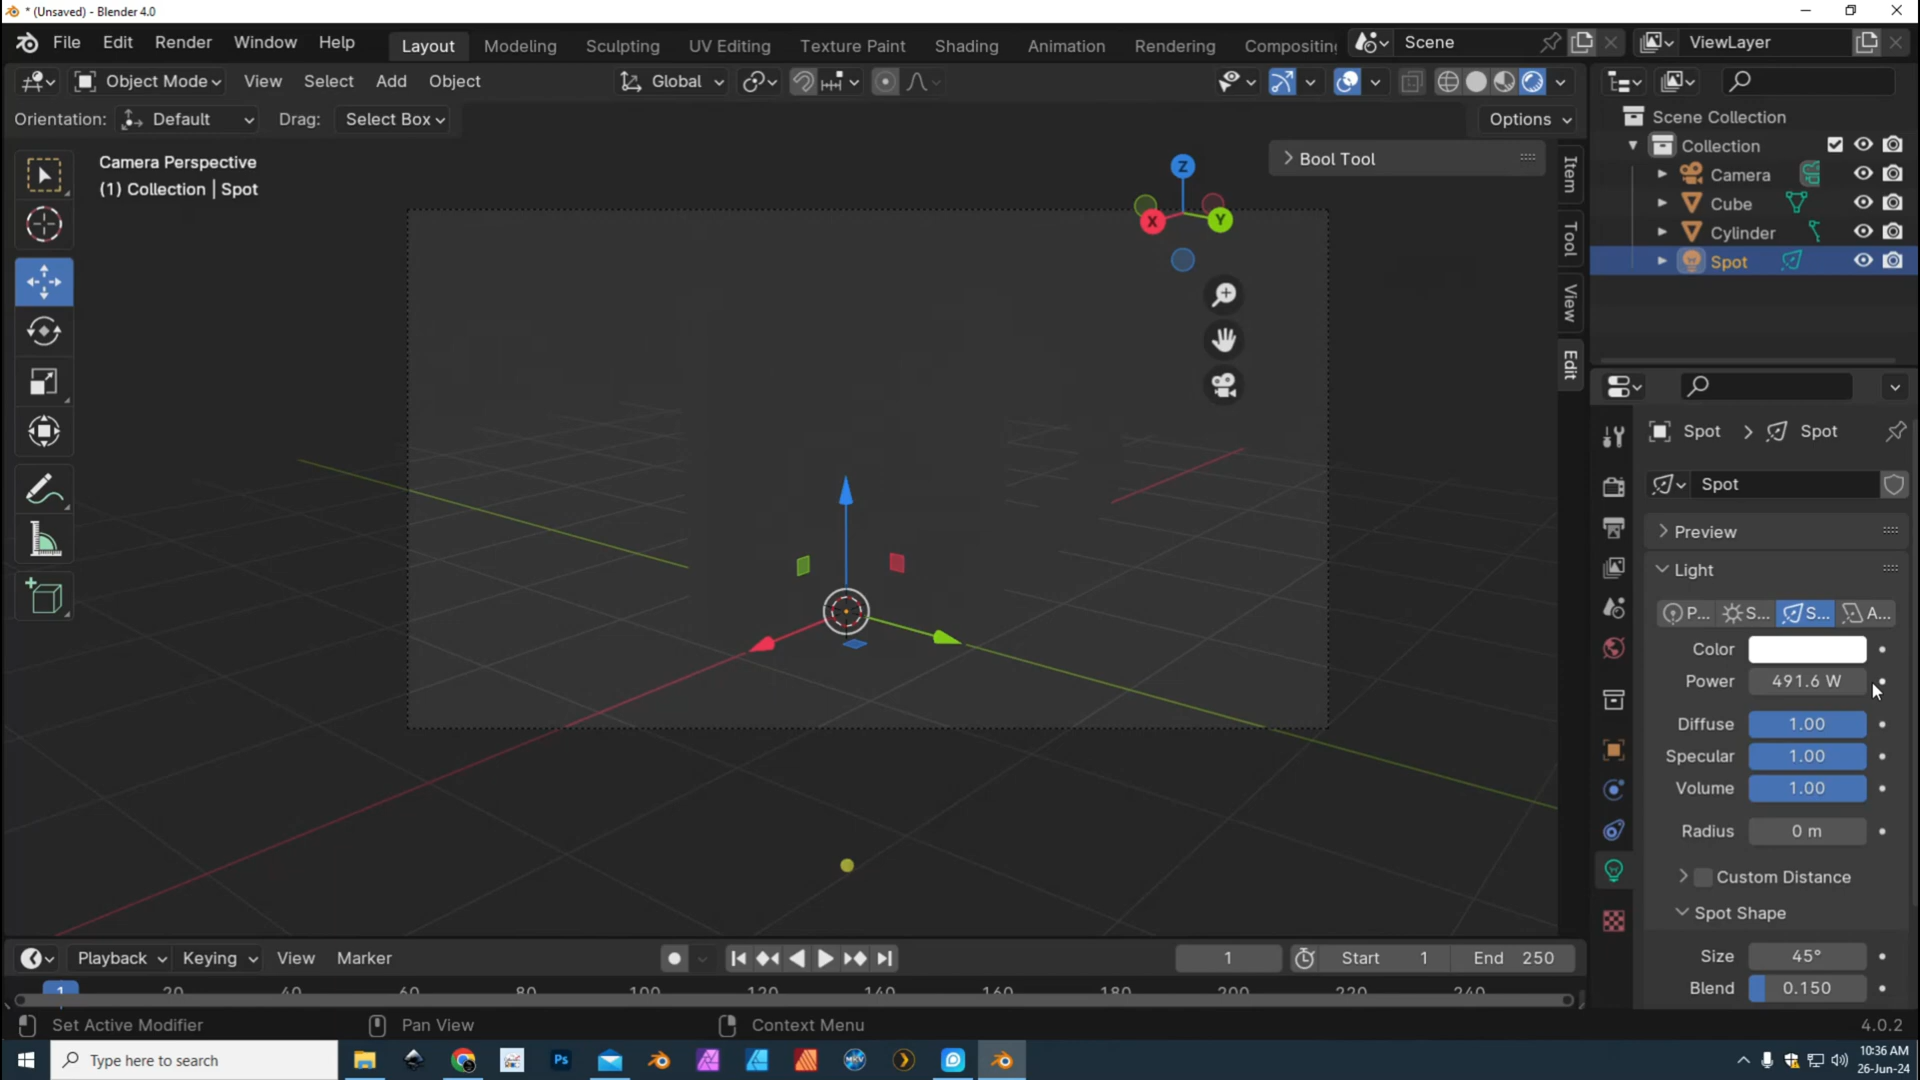 * (Unsaved) - Blender 4.0
File Edit Render Window Help Layout Modeling Sculpting UV Editing Texture Paint Shading Animation Rendering Compositing Scene ViewLayer
Object Mode View Select Add Object Global
Orientation: Default Drag: Select Box Options
Camera Perspective
(1) Collection | Spot
Z
X
Y
Bool Tool
Item
Tool
View
Edit
Scene Collection
Collection
Camera
Cube
Cylinder
Spot
Spot > Spot
Spot
Preview
Light
P... S... S... A...
Color
Power 491.6 W
Diffuse 1.00
Specular 1.00
Volume 1.00
Radius 0 m
Custom Distance
Spot Shape
Size 45°
Blend 0.150
Playback Keying View Marker 1 Start 1 End 250
1 20 40 60 80 100 120 140 160 180 200 220 240
Set Active Modifier Pan View Context Menu 4.0.2
Type here to search Ps MKV 10:36 AM
26-Jun-24